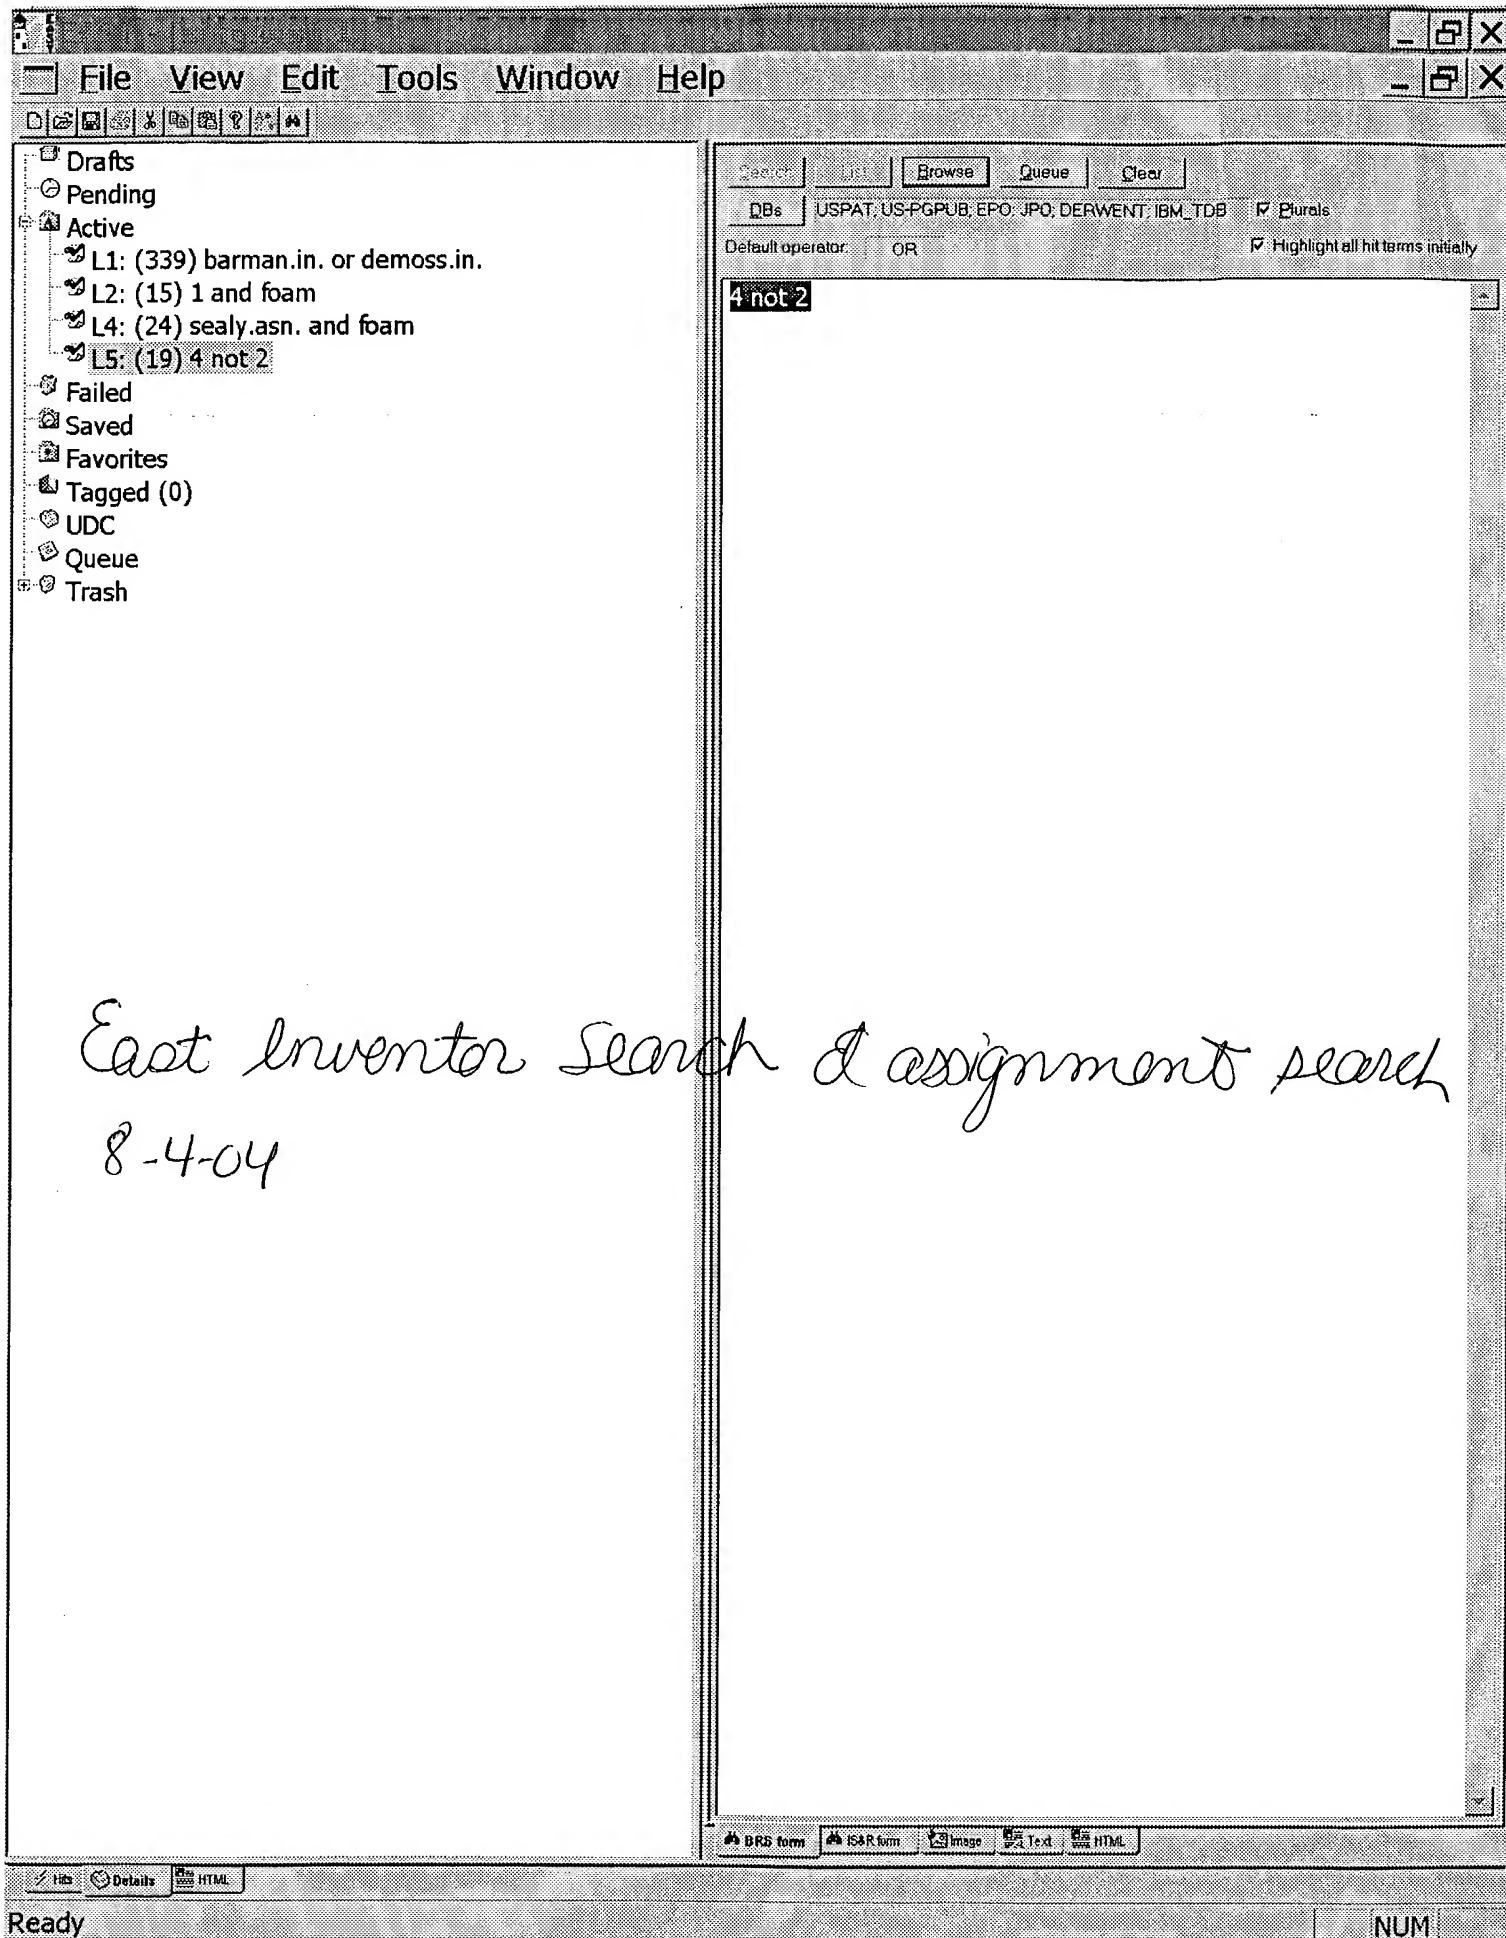 File View Edit Tools Window Help
Drafts
Pending
Active
L1: (339) barman.in. or demoss.in.
L2: (15) 1 and foam
L4: (24) sealy.asn. and foam
L5: (19) 4 not 2
Failed
Saved
Favorites
Tagged (0)
UDC
Queue
Trash
Search List Browse Queue Clear
DBs USPAT; US-PGPUB; EPO; JPO; DERWENT; IBM_TDB Plurals
Default operator: OR Highlight all hit terms initially
4 not 2
East Inventor Search & assignment search
8-4-04
BRS form IS&R form Image Text HTML
Hits Details HTML
Ready NUM